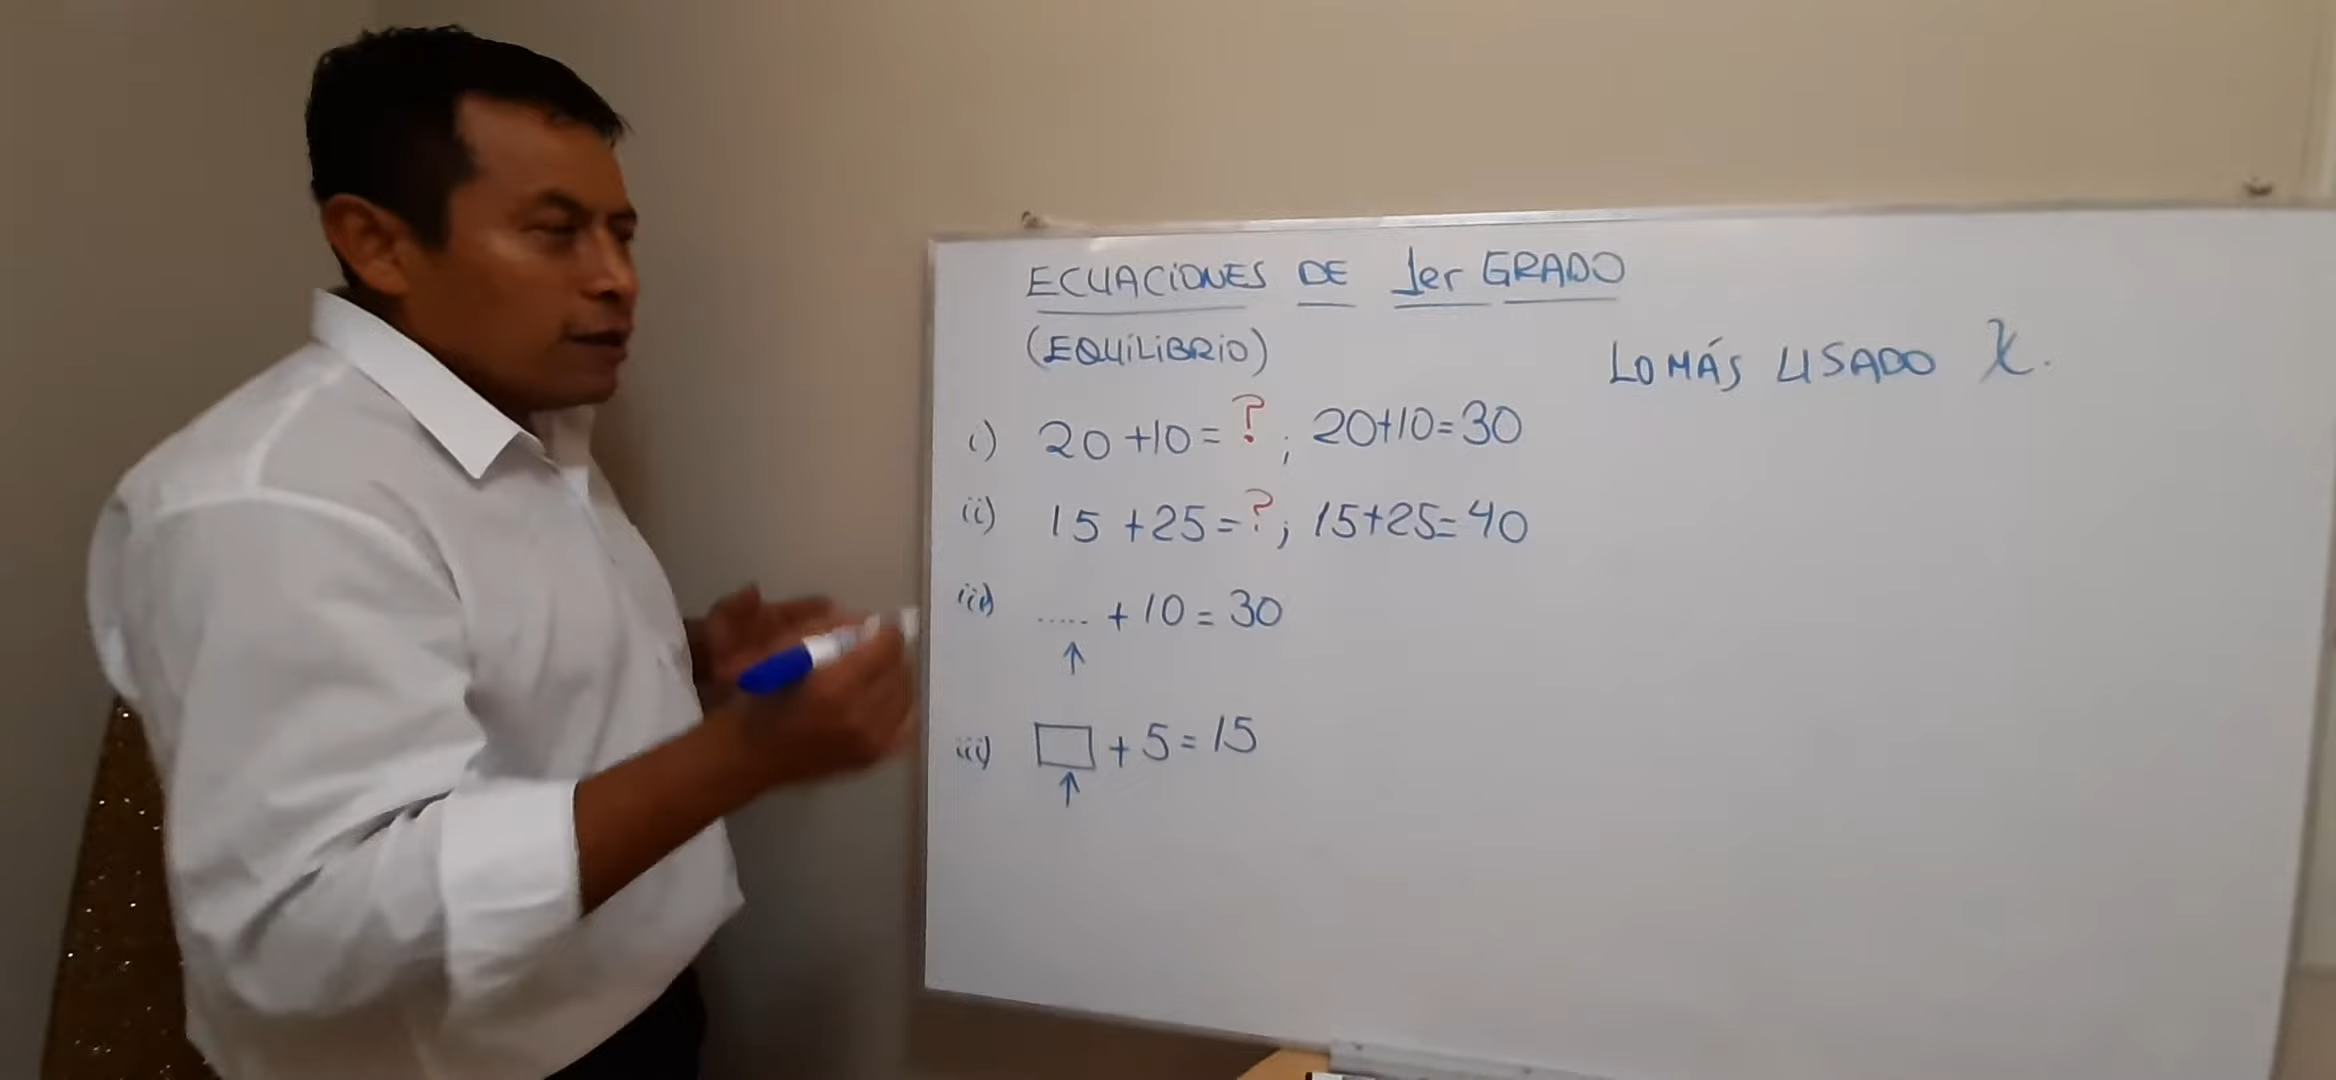 ECUACIONES DE 1er GRADO
(EQUILIBRIO)
LO MÁS USADO X.
i) 20 +10 = ? ; 20+10=30
ii) 15 +25 = ? ; 15+25=40
iii) ..... + 10 = 30
↑
iii) □ + 5 = 15
↑